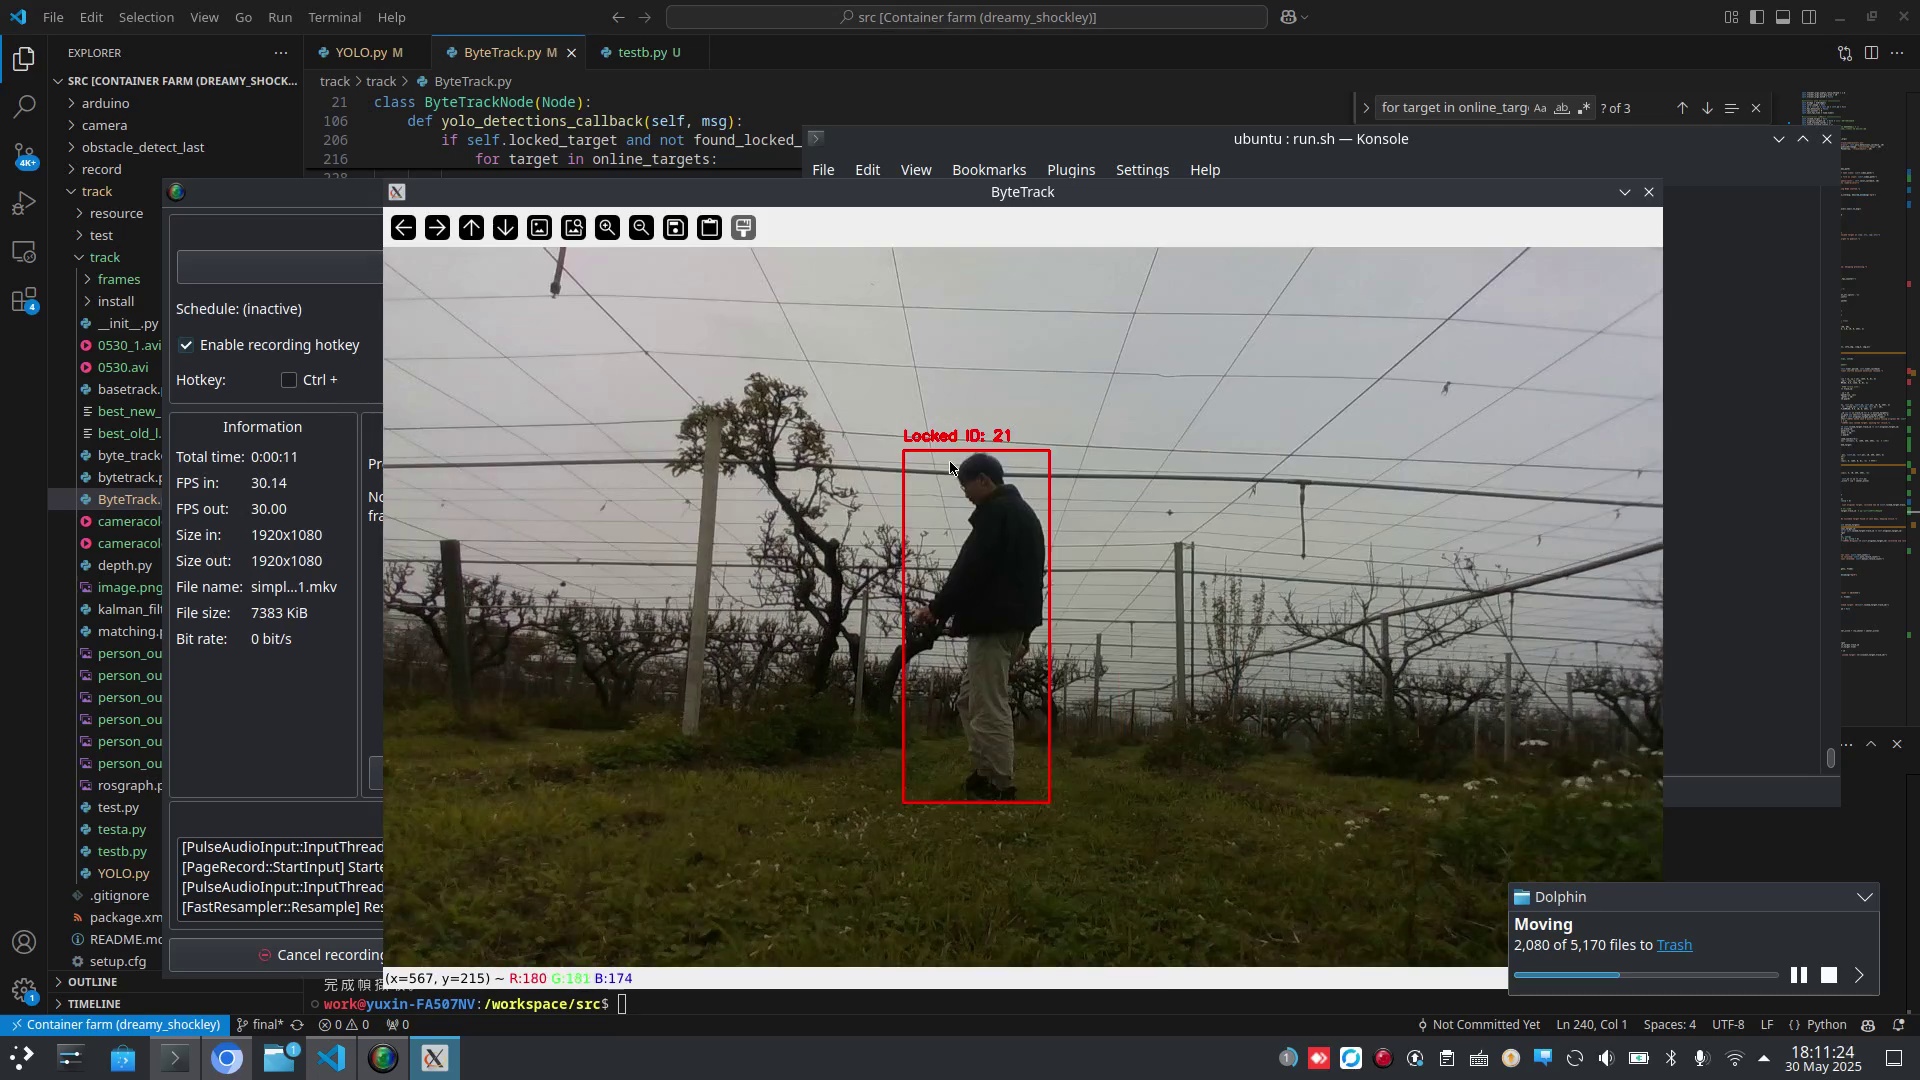 File Edit Selection View Go Run Terminal Help
src [Container farm (dreamy_shockley)]
EXPLORER
YOLO.py M
ByteTrack.py M
testb.py U
SRC [CONTAINER FARM (DREAMY_SHOCK...
track > track > ByteTrack.py
arduino
camera
obstacle_detect_last
record
track
resource
test
track
frames
install
__init__.py
0530_1.avi
0530.avi
basetrack.
best_new_
best_old_l.
byte_track
bytetrack.p
ByteTrack.
cameracol
cameracol
depth.py
image.png
kalman_filt
matching.p
person_ou
person_ou
person_ou
person_ou
person_ou
person_ou
rosgraph.p
test.py
testa.py
testb.py
YOLO.py
.gitignore
package.xm
README.md
setup.cfg
OUTLINE
TIMELINE
4K+
4
1
21 class ByteTrackNode(Node):
106 def yolo_detections_callback(self, msg):
206 if self.locked_target and not found_locked_
216 for target in online_targets:
for target in online_targ
Aa ab, .*
? of 3
ubuntu : run.sh — Konsole
File Edit View Bookmarks Plugins Settings Help
ByteTrack
Schedule: (inactive)
Enable recording hotkey
Hotkey: Ctrl +
Information
Total time: 0:00:11
FPS in: 30.14
FPS out: 30.00
Size in: 1920x1080
Size out: 1920x1080
File name: simpl...1.mkv
File size: 7383 KiB
Bit rate: 0 bit/s
Pr
No
fra
[PulseAudioInput::InputThread
[PageRecord::StartInput] Starte
[PulseAudioInput::InputThread
[FastResampler::Resample] Res
Cancel recording
Locked ID: 21
(x=567, y=215) ~ R:180 G:181 B:174
Dolphin
Moving
2,080 of 5,170 files to Trash
work@yuxin-FA507NV:/workspace/src$
Container farm (dreamy_shockley) final* 0 0 0
Not Committed Yet Ln 240, Col 1 Spaces: 4 UTF-8 LF {} Python
1
1
18:11:24
30 May 2025